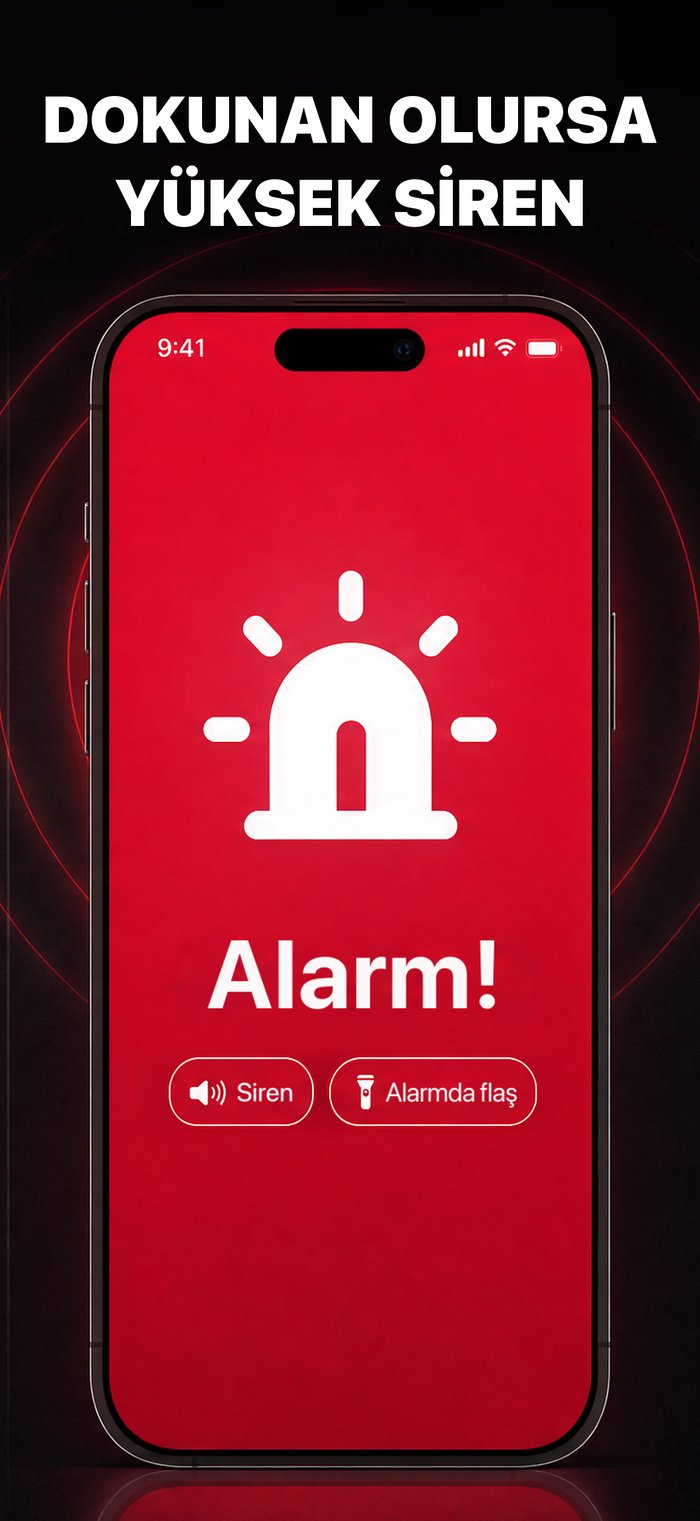 DOKUNAN OLURSA
YÜKSEK SİREN
9:41
Alarm!
Siren
Alarmda flaş